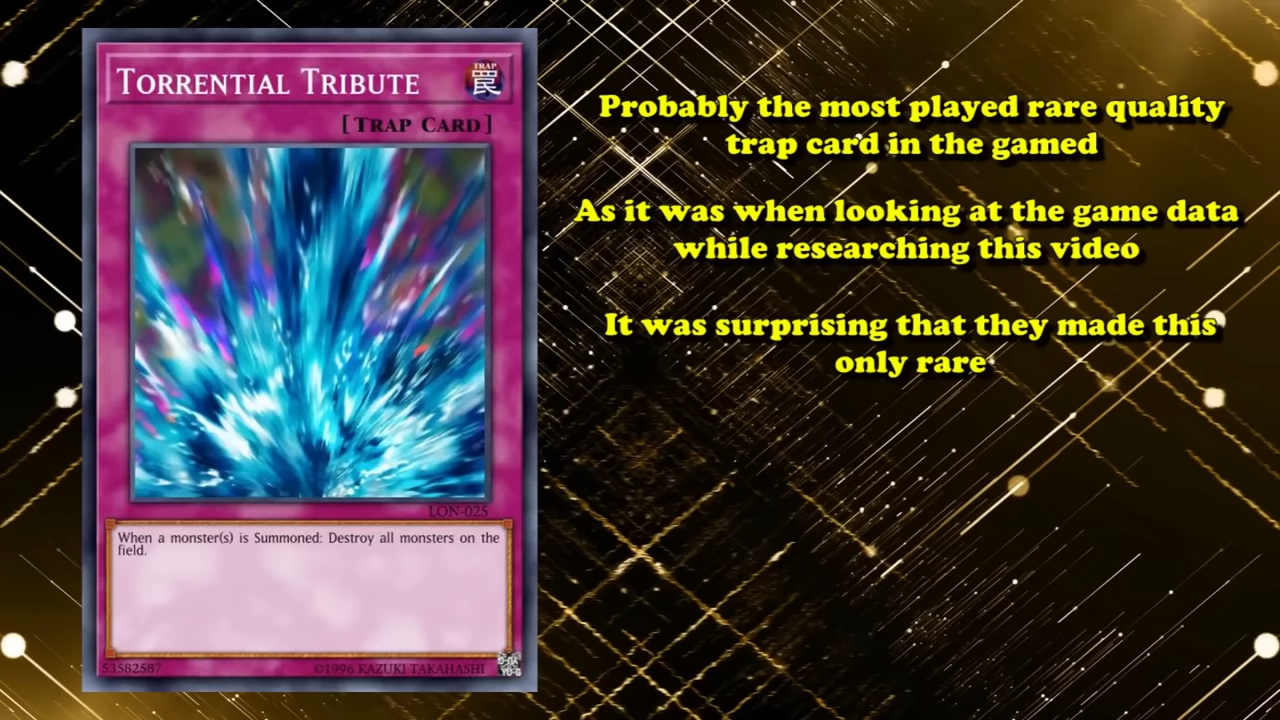 TORRENTIAL TRIBUTE
TRAP
罠
[TRAP CARD]
LON-025
When a monster(s) is Summoned: Destroy all monsters on the
field.
53582587
©1996 KAZUKI TAKAHASHI
Probably the most played rare quality
trap card in the gamed
As it was when looking at the game data
while researching this video
It was surprising that they made this
only rare